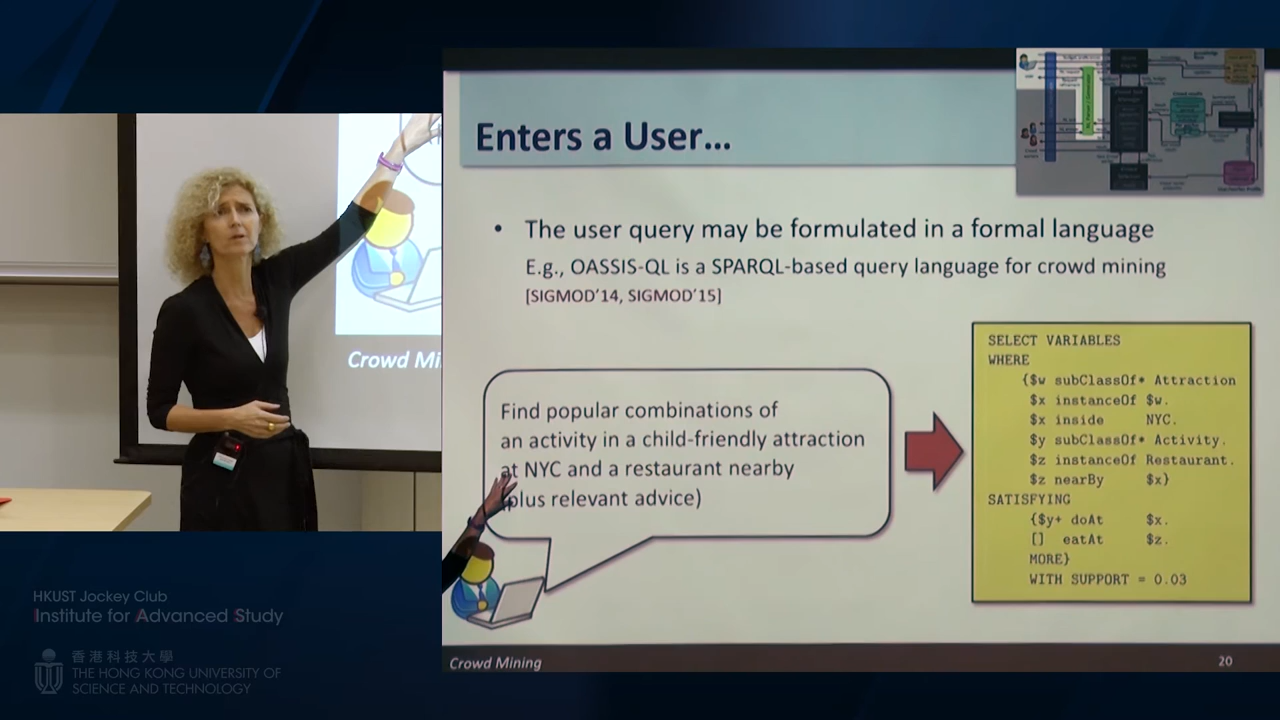 Enters a User...
• The user query may be formulated in a formal language
E.g., OASSIS-QL is a SPARQL-based query language for crowd mining
[SIGMOD'14, SIGMOD'15]
Find popular combinations of
an activity in a child-friendly attraction
at NYC and a restaurant nearby
(plus relevant advice)
SELECT VARIABLES
WHERE
{$w subClassOf* Attraction
$x instanceOf $w.
$x inside NYC.
$y subClassOf* Activity.
$z instanceOf Restaurant.
$z nearBy $x}
SATISFYING
{$y+ doAt $x.
[] eatAt $z.
MORE}
WITH SUPPORT = 0.03
Crowd Mining
20
Crowd Mi
HKUST Jockey Club
Institute for Advanced Study
香港科技大學
THE HONG KONG UNIVERSITY OF
SCIENCE AND TECHNOLOGY